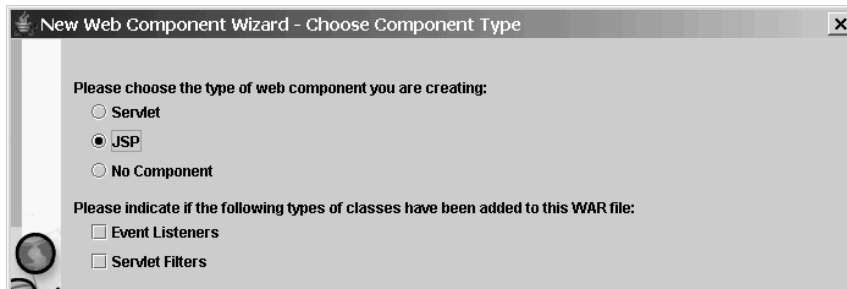 New Web Component Wizard - Choose Component Type
Please choose the type of web component you are creating:
Servlet
JSP
No Component
Please indicate if the following types of classes have been added to this WAR file:
Event Listeners
Servlet Filters